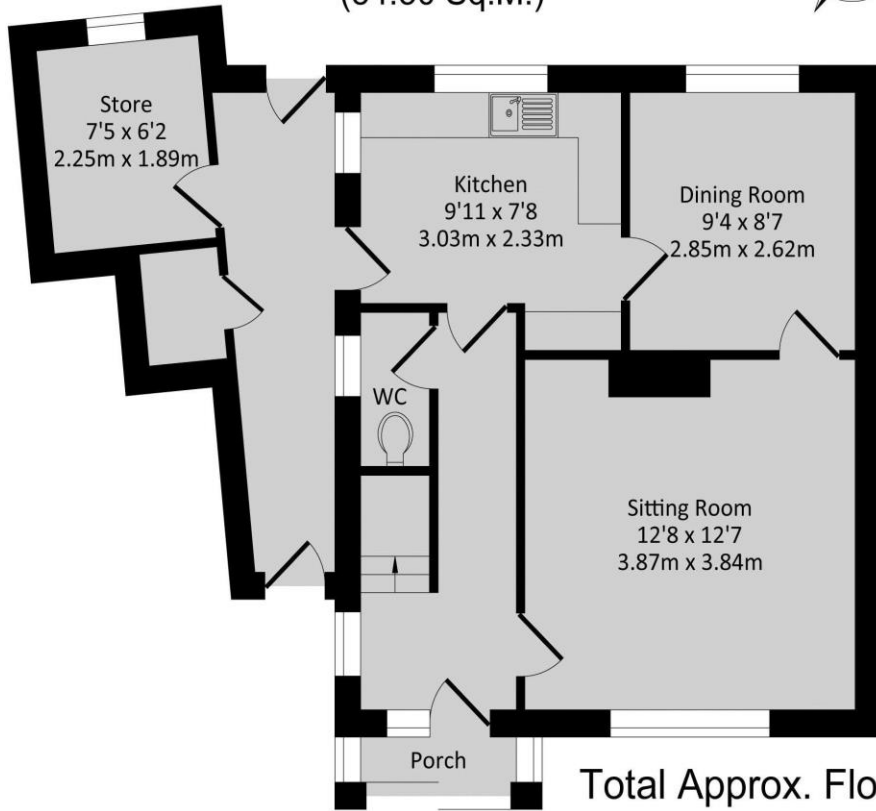 Store
7'5 x 6'2
2.25m x 1.89m
Kitchen
9'11 x 7'8
3.03m x 2.33m
Dining Room
9'4 x 8'7
2.85m x 2.62m
WC
Sitting Room
12'8 x 12'7
3.87m x 3.84m
Porch
Total Approx. Flo